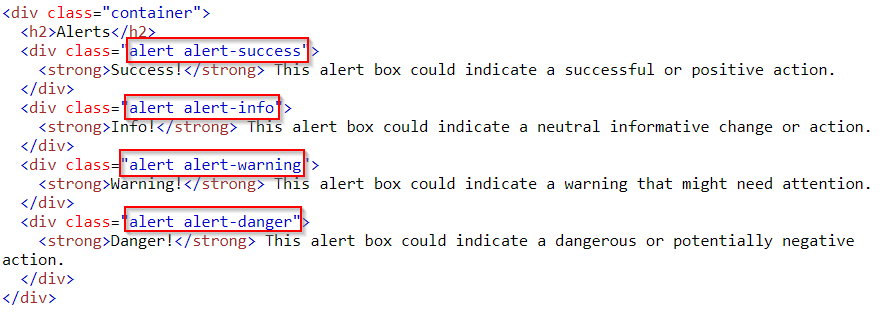 <div class="container">
  <h2>Alerts</h2>
  <div class="alert alert-success">
    <strong>Success!</strong> This alert box could indicate a successful or positive action.
  </div>
  <div class="alert alert-info">
    <strong>Info!</strong> This alert box could indicate a neutral informative change or action.
  </div>
  <div class="alert alert-warning">
    <strong>Warning!</strong> This alert box could indicate a warning that might need attention.
  </div>
  <div class="alert alert-danger">
    <strong>Danger!</strong> This alert box could indicate a dangerous or potentially negative
action.
  </div>
</div>